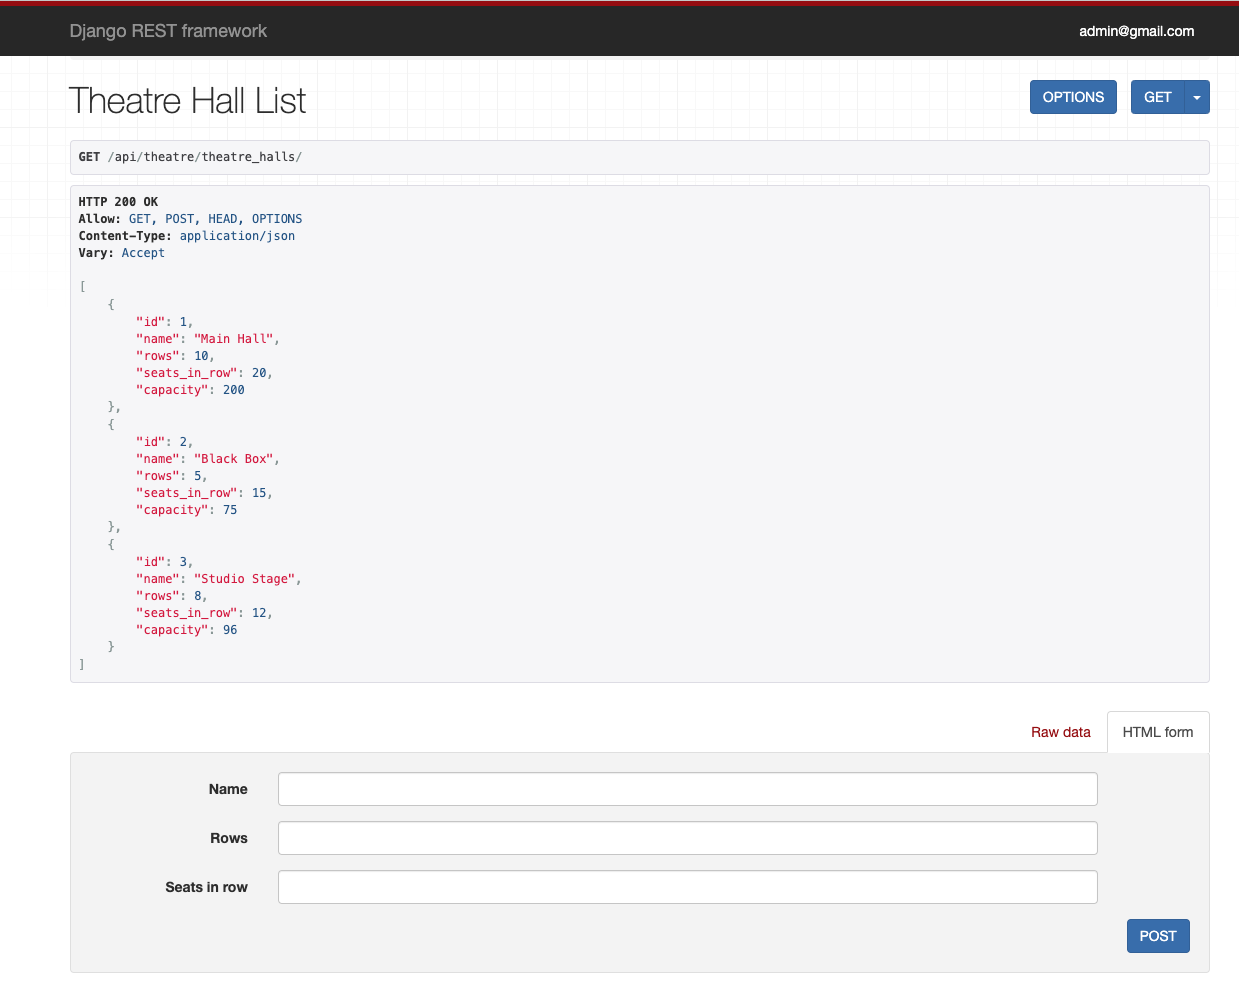 Django REST framework
admin@gmail.com
Theatre Hall List
OPTIONS
GET
GET /api/theatre/theatre_halls/
HTTP 200 OK
Allow: GET, POST, HEAD, OPTIONS
Content-Type: application/json
Vary: Accept
[
    {
        "id": 1,
        "name": "Main Hall",
        "rows": 10,
        "seats_in_row": 20,
        "capacity": 200
    },
    {
        "id": 2,
        "name": "Black Box",
        "rows": 5,
        "seats_in_row": 15,
        "capacity": 75
    },
    {
        "id": 3,
        "name": "Studio Stage",
        "rows": 8,
        "seats_in_row": 12,
        "capacity": 96
    }
]
Raw data
HTML form
Name
Rows
Seats in row
POST